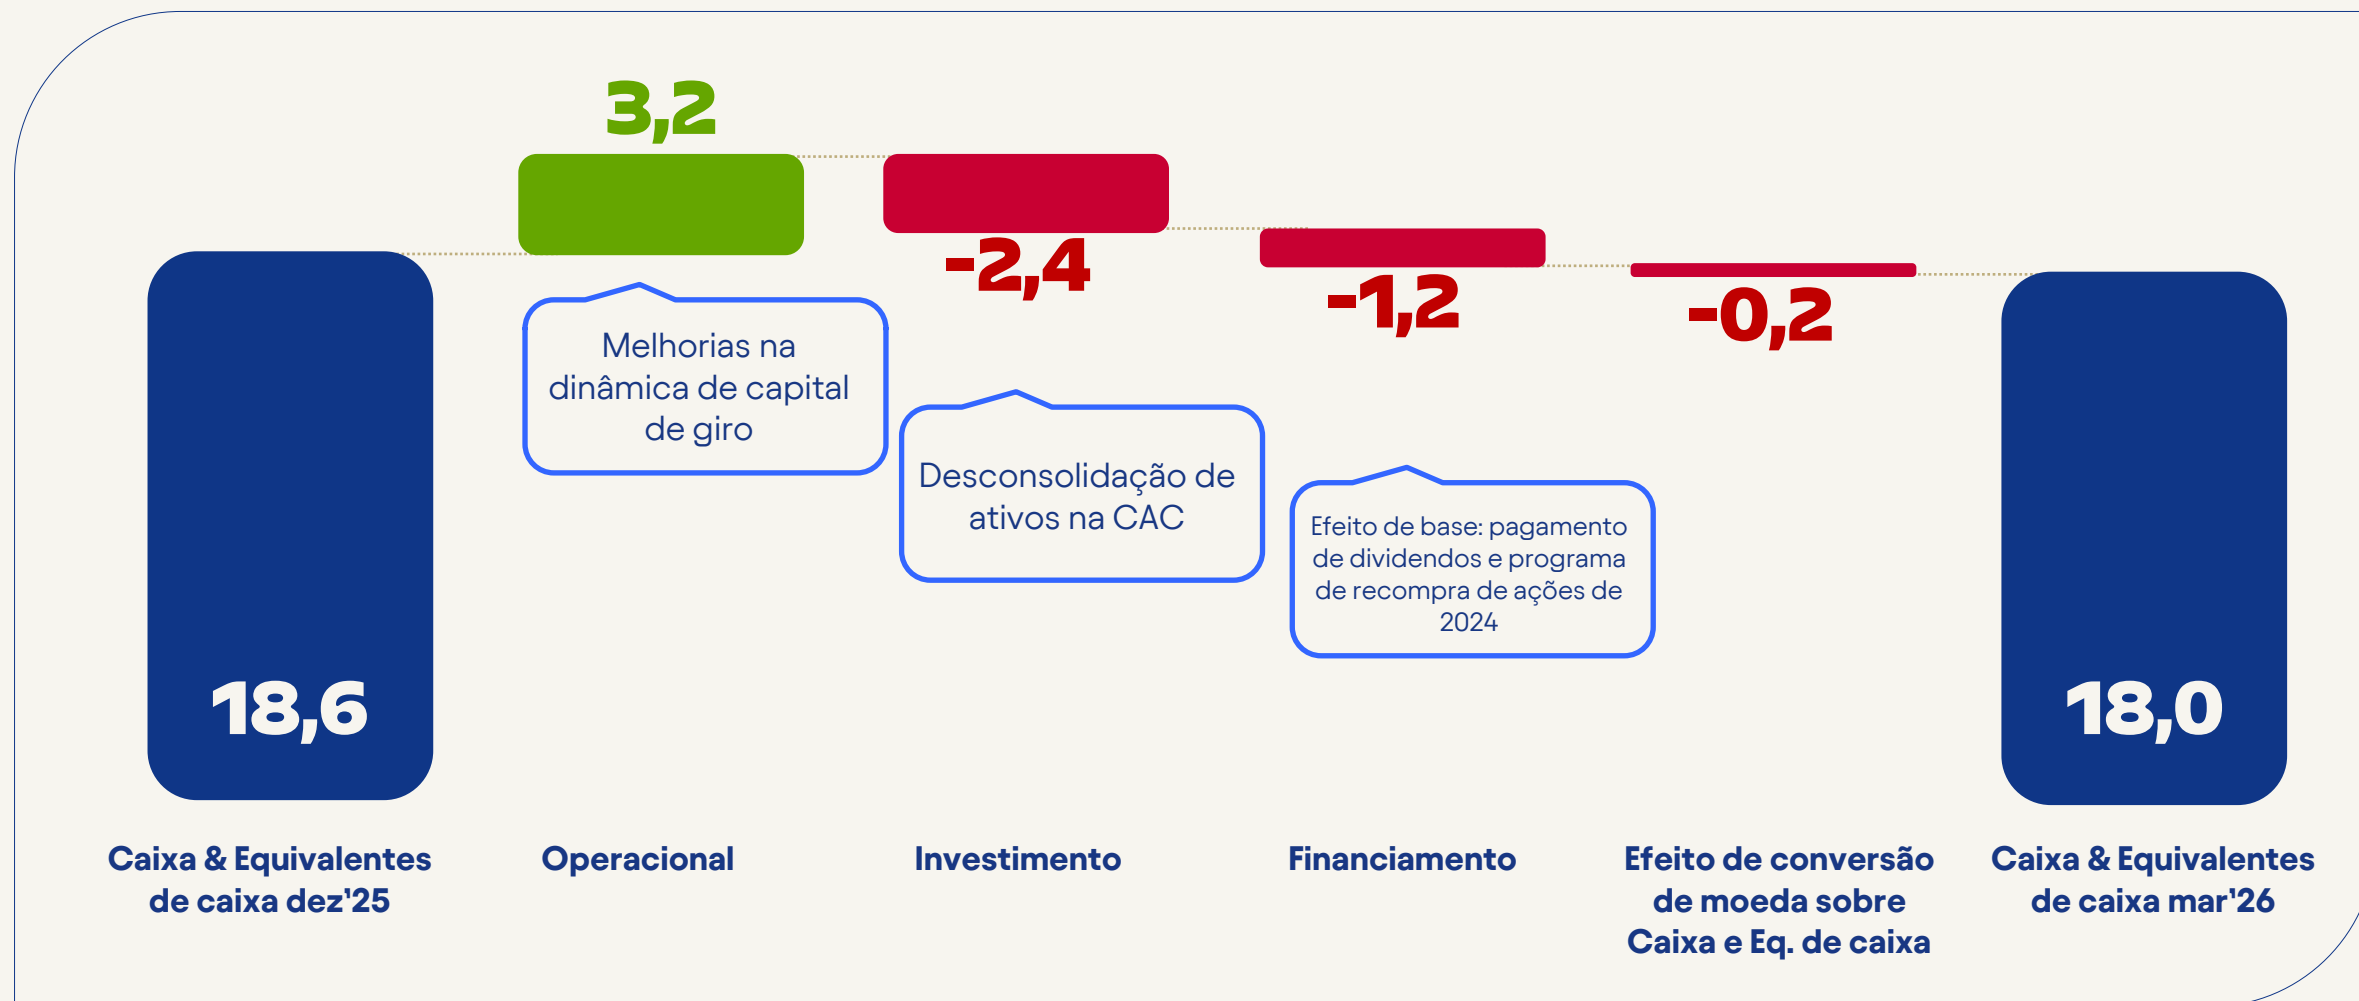 3,2
-2,4
-1,2
-0,2
Melhorias na
dinâmica de capital
de giro
Desconsolidação de
ativos na CAC
Efeito de base: pagamento
de dividendos e programa
de recompra de ações de
2024
18,6
18,0
Caixa & Equivalentes
de caixa dez'25
Operacional
Investimento
Financiamento
Efeito de conversão
de moeda sobre
Caixa e Eq. de caixa
Caixa & Equivalentes
de caixa mar'26